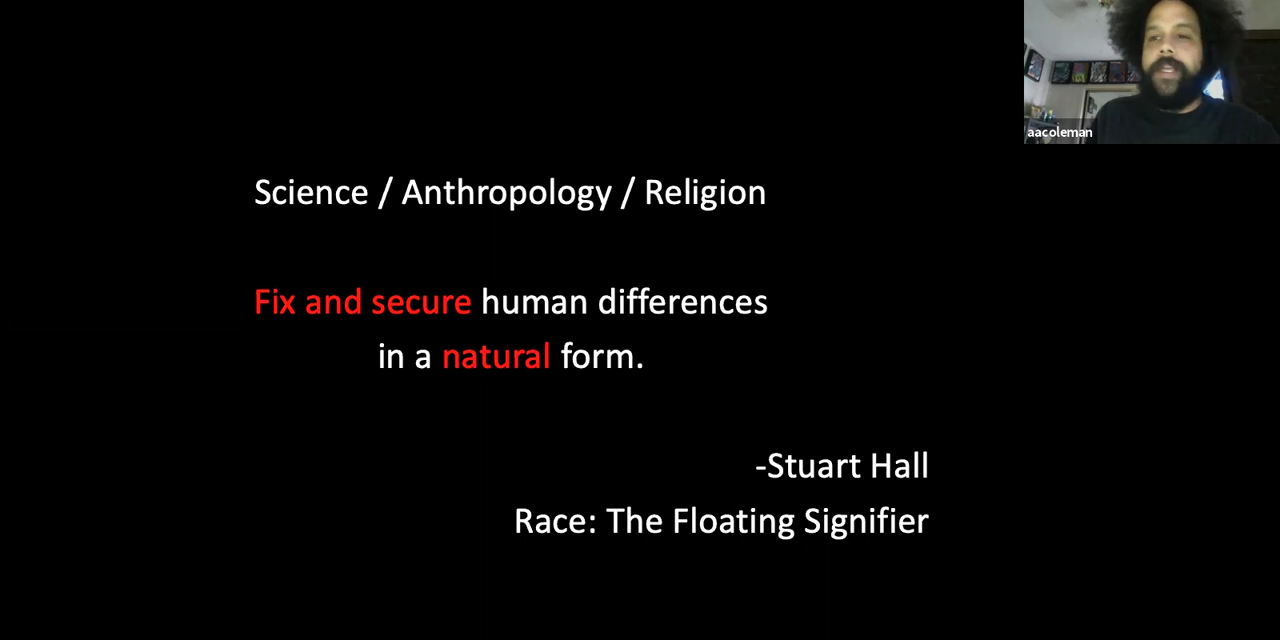 aacoleman
Science / Anthropology / Religion
Fix and secure human differences
in a natural form.
-Stuart Hall
Race: The Floating Signifier